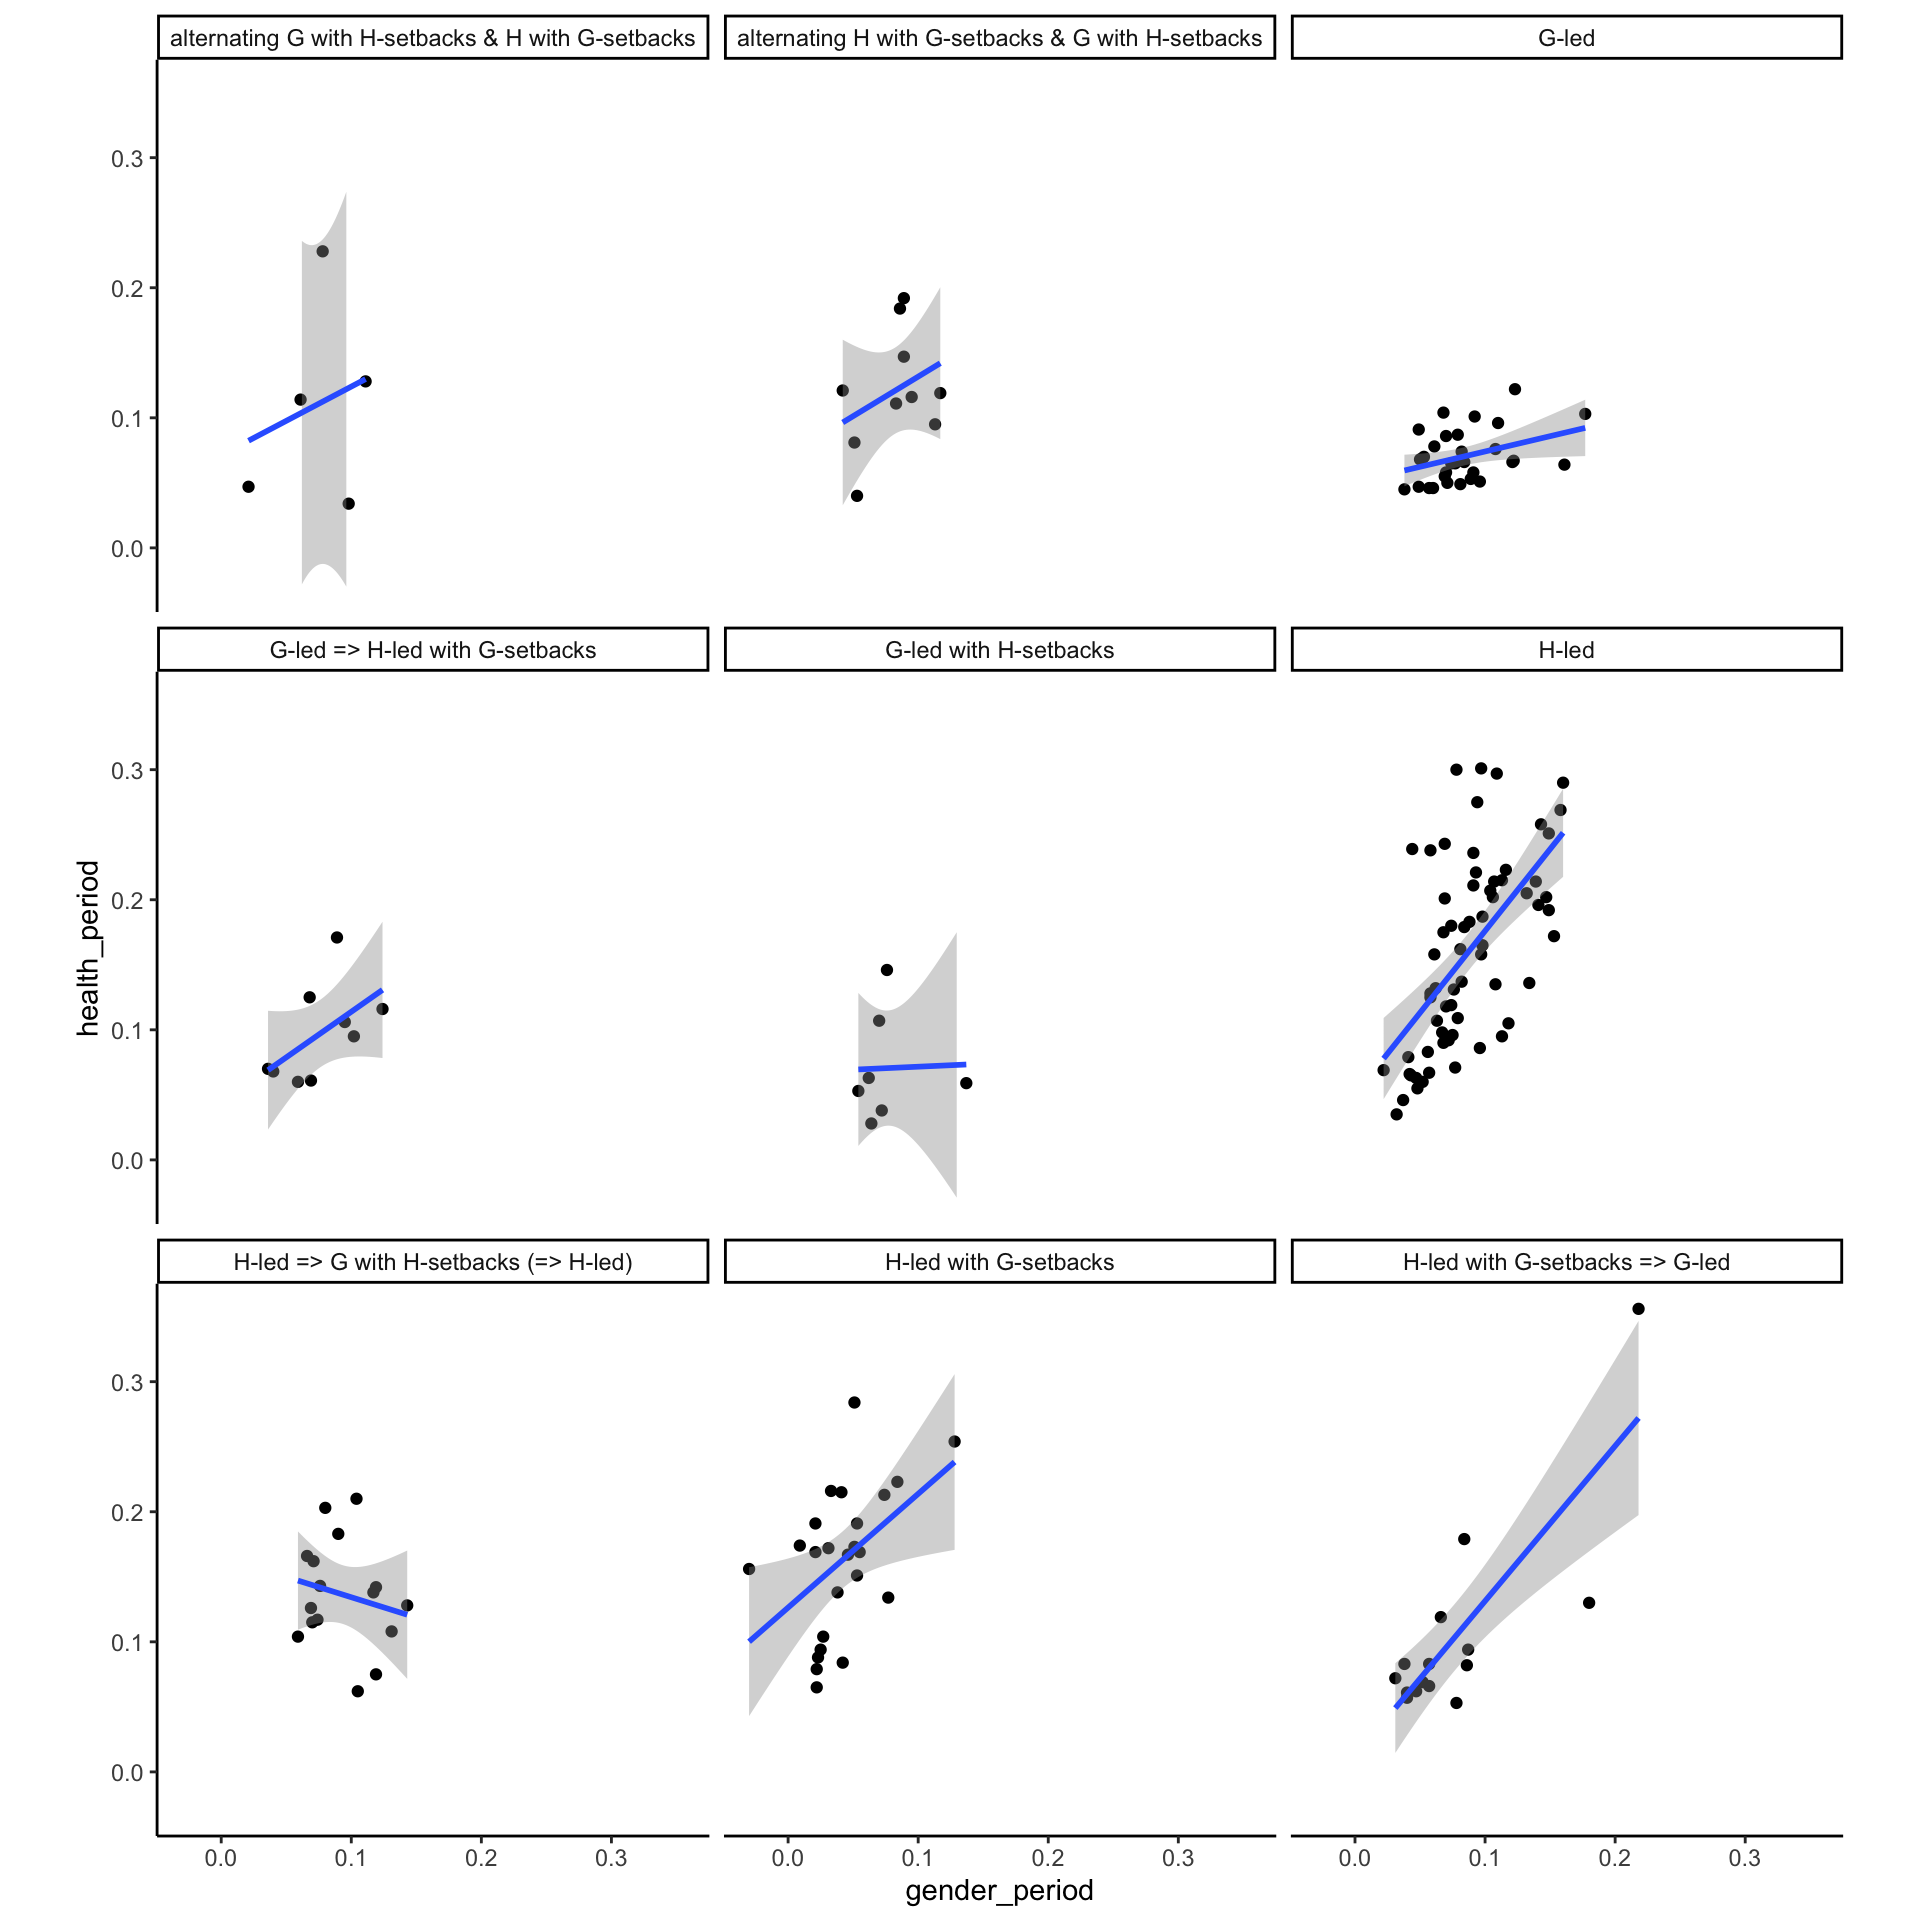 alternating G with H-setbacks & H with G-setbacks
alternating H with G-setbacks & G with H-setbacks
G-led
0.3
0.2
0.1
0.0
G-led => H-led with G-setbacks
G-led with H-setbacks
H-led
0.3
0.2
0.1
0.0
health_period
H-led => G with H-setbacks (=> H-led)
H-led with G-setbacks
H-led with G-setbacks => G-led
0.3
0.2
0.1
0.0
0.0 0.1 0.2 0.3
0.0 0.1 0.2 0.3
0.0 0.1 0.2 0.3
gender_period